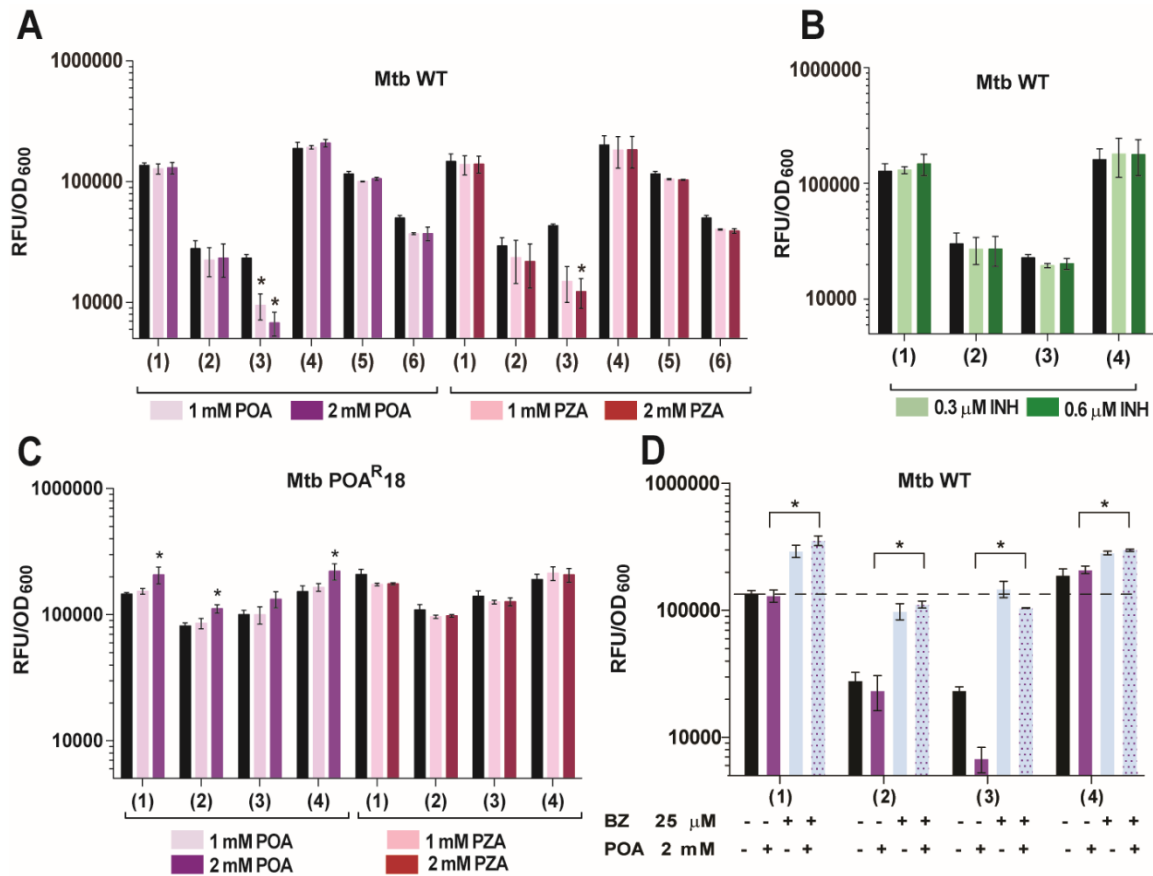 A
Mtb WT
RFU/OD600
1000000
100000
10000
(1) (2) (3) (4) (5) (6) (1) (2) (3) (4) (5) (6)
* * *
1 mM POA 2 mM POA 1 mM PZA 2 mM PZA
B
Mtb WT
RFU/OD600
1000000
100000
10000
(1) (2) (3) (4)
0.3 μM INH 0.6 μM INH
C
Mtb POAR18
RFU/OD600
1000000
100000
10000
* * *
(1) (2) (3) (4) (1) (2) (3) (4)
1 mM POA 1 mM PZA
2 mM POA 2 mM PZA
D
Mtb WT
RFU/OD600
1000000
100000
10000
* * * *
(1) (2) (3) (4)
BZ 25 μM - - + + - - + + - - + + - - + +
POA 2 mM - + - + - + - + - + - + - + - +